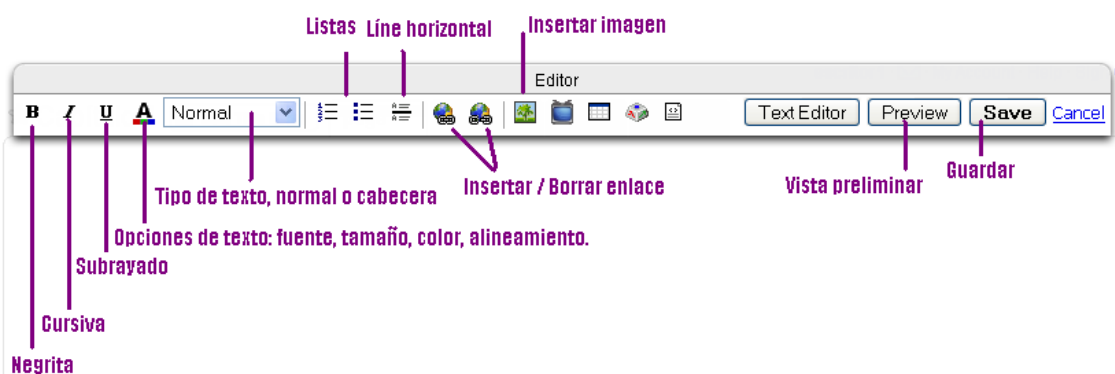 Listas Líne horizontal Insertar imagen
Editor
B I U A Normal Text Editor Preview Save Cancel
Tipo de texto, normal o cabecera Insertar / Borrar enlace Vista preliminar Guardar
Opciones de texto: fuente, tamaño, color, alineamiento.
Subrayado
Cursiva
Negrita